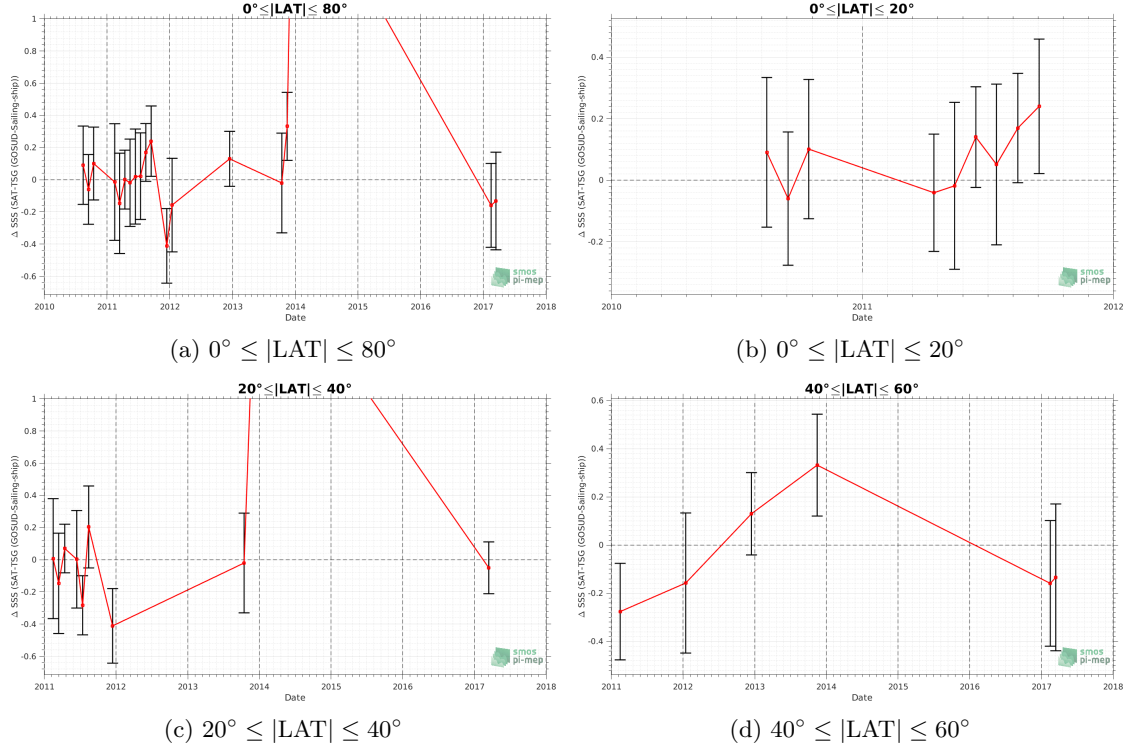 0°≤|LAT|≤ 80°
Δ SSS (SAT-TSG (GOSUD-Sailing-ship))
1
0.8
0.6
0.4
0.2
0
-0.2
-0.4
-0.6
2010 2011 2012 2013 2014 2015 2016 2017 2018
Date
smos
pi-mep
(a) 0° ≤ |LAT| ≤ 80°
0°≤|LAT|≤ 20°
Δ SSS (SAT-TSG (GOSUD-Sailing-ship))
0.4
0.2
0
-0.2
2010 2011 2012
Date
smos
pi-mep
(b) 0° ≤ |LAT| ≤ 20°
20°≤|LAT|≤ 40°
Δ SSS (SAT-TSG (GOSUD-Sailing-ship))
1
0.8
0.6
0.4
0.2
0
-0.2
-0.4
-0.6
2011 2012 2013 2014 2015 2016 2017 2018
Date
smos
pi-mep
(c) 20° ≤ |LAT| ≤ 40°
40°≤|LAT|≤ 60°
Δ SSS (SAT-TSG (GOSUD-Sailing-ship))
0.6
0.4
0.2
0
-0.2
-0.4
2011 2012 2013 2014 2015 2016 2017 2018
Date
smos
pi-mep
(d) 40° ≤ |LAT| ≤ 60°